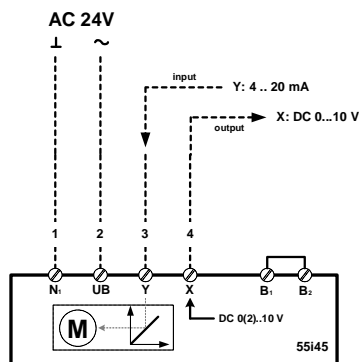 AC 24V
⊥ ~
input
Y: 4 .. 20 mA
X: DC 0...10 V
output
1 2 3 4
N₁ UB Y X B₁ B₂
M
DC 0(2)..10 V
55i45